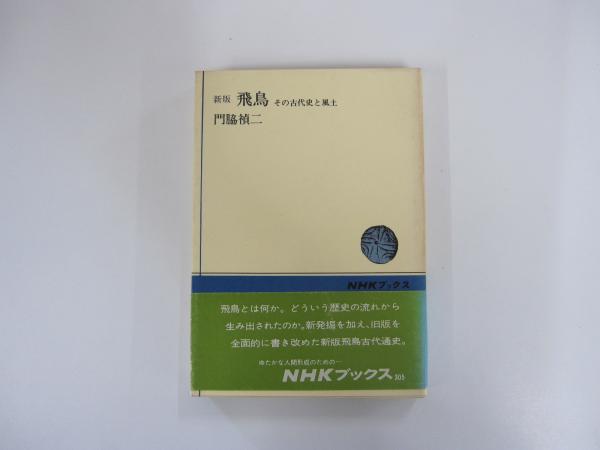 新版 飛鳥 その古代史と風土
門脇禎二
NHKブックス
飛鳥とは何か。どういう歴史の流れから
生み出されたのか。新発掘を加え、旧版を
全面的に書き改めた新版飛鳥古代通史。
ゆたかな人間形成のための…
NHKブックス 305